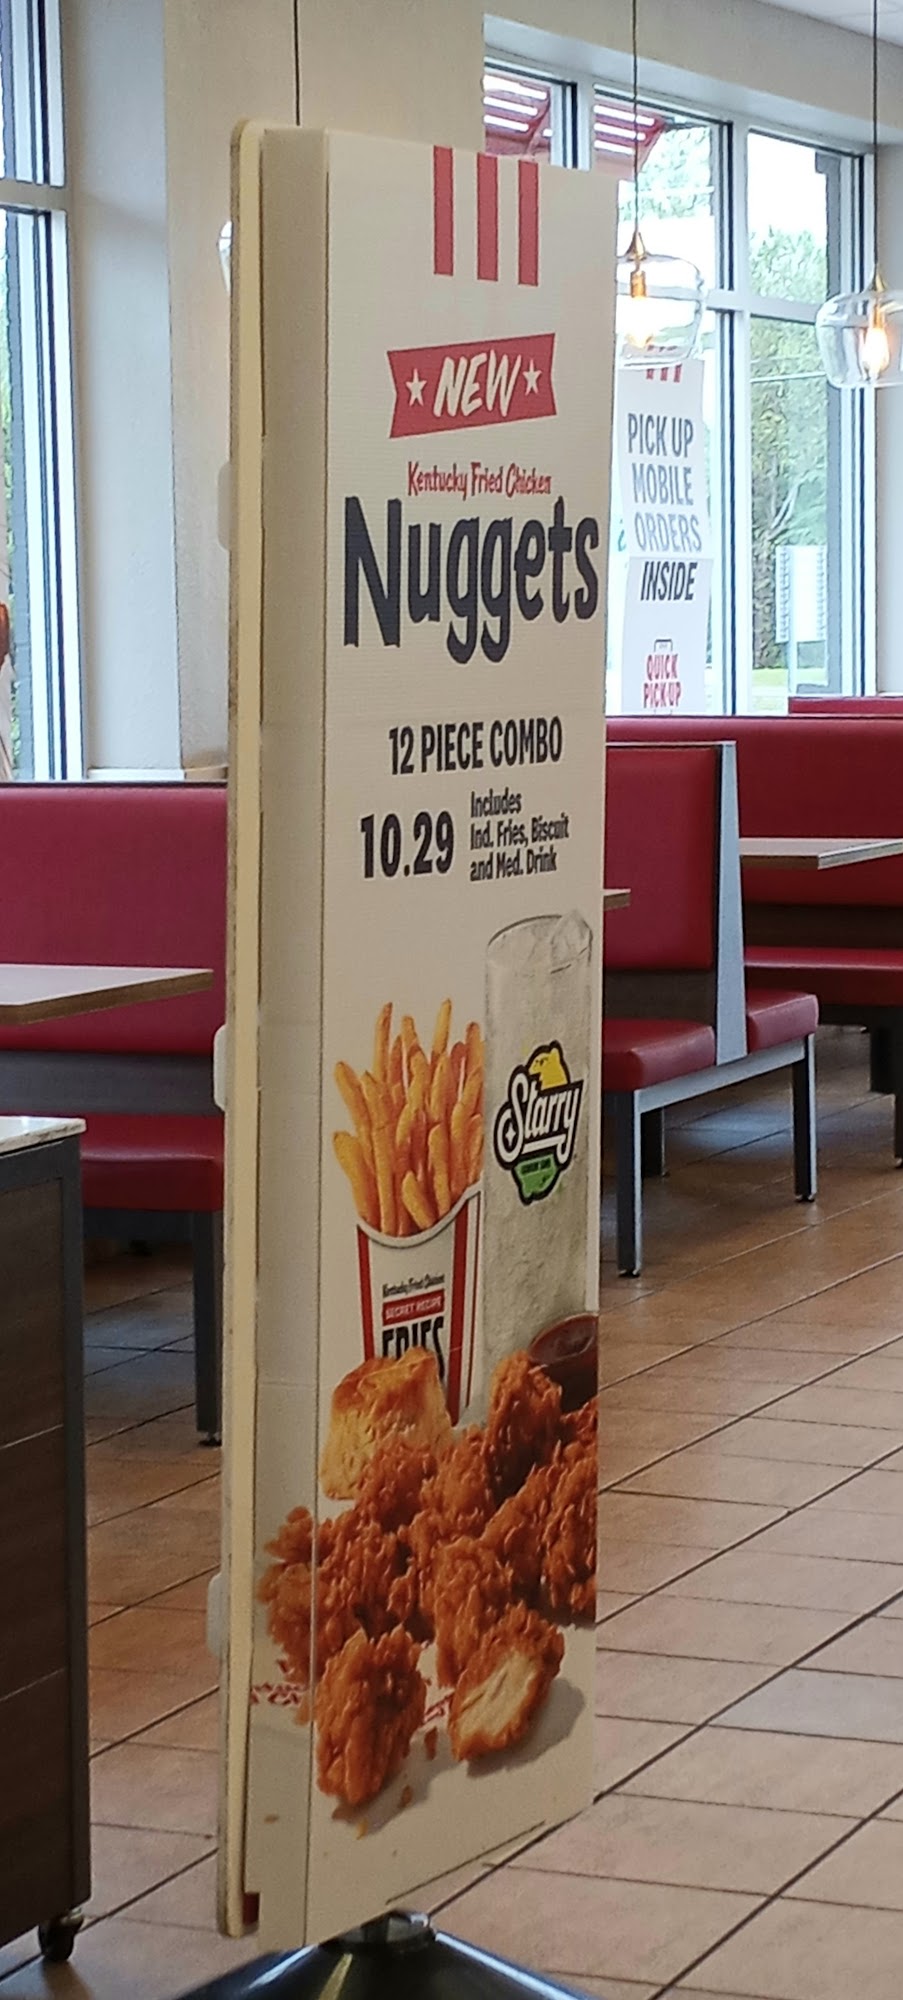 NEW
Kentucky Fried Chicken
Nuggets
12 PIECE COMBO
10.29
Includes
Ind. Fries, Biscuit
and Med. Drink
Starry
Kentucky Fried Chicken
SECRET RECIPE
FRIES
PICK UP
MOBILE
ORDERS
INSIDE
QUICK
PICK-UP